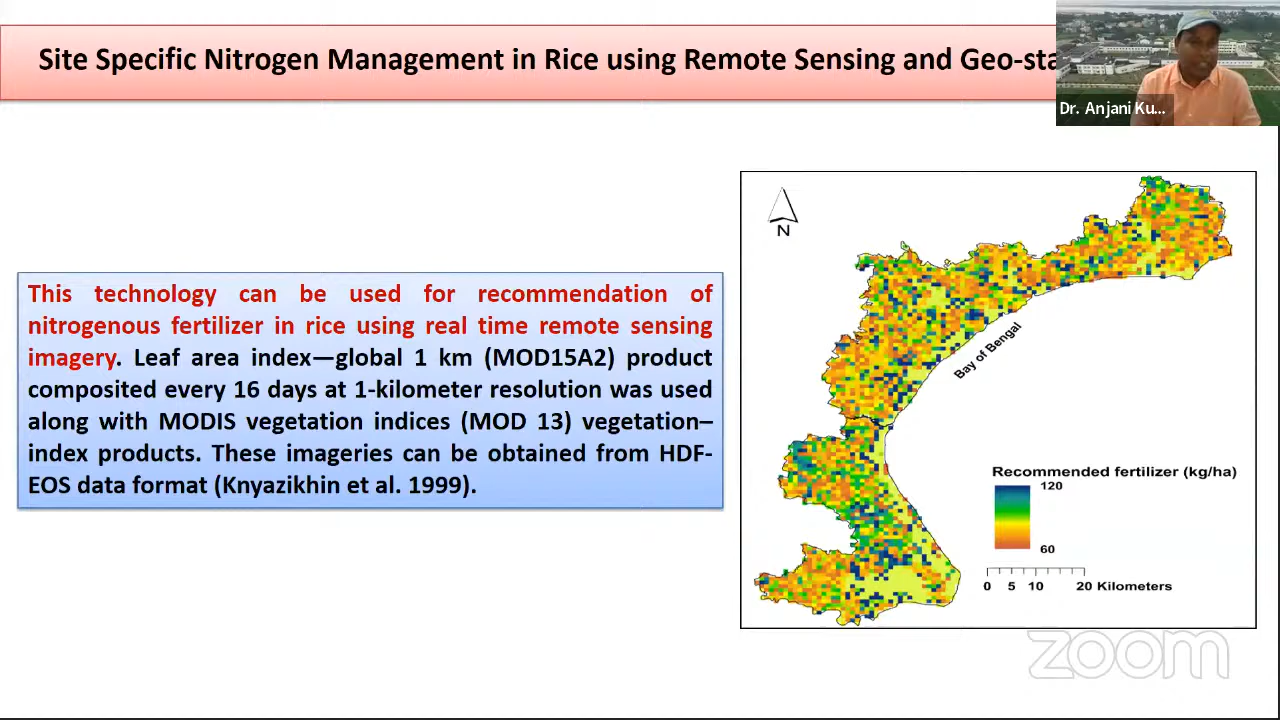 Site Specific Nitrogen Management in Rice using Remote Sensing and Geo-sta
Dr. Anjani Ku...
N
This technology can be used for recommendation of
nitrogenous fertilizer in rice using real time remote sensing
imagery. Leaf area index—global 1 km (MOD15A2) product
composited every 16 days at 1-kilometer resolution was used
along with MODIS vegetation indices (MOD 13) vegetation–
index products. These imageries can be obtained from HDF-
EOS data format (Knyazikhin et al. 1999).
Bay of Bengal
Recommended fertilizer (kg/ha)
120
60
0 5 10 20 Kilometers
zoom